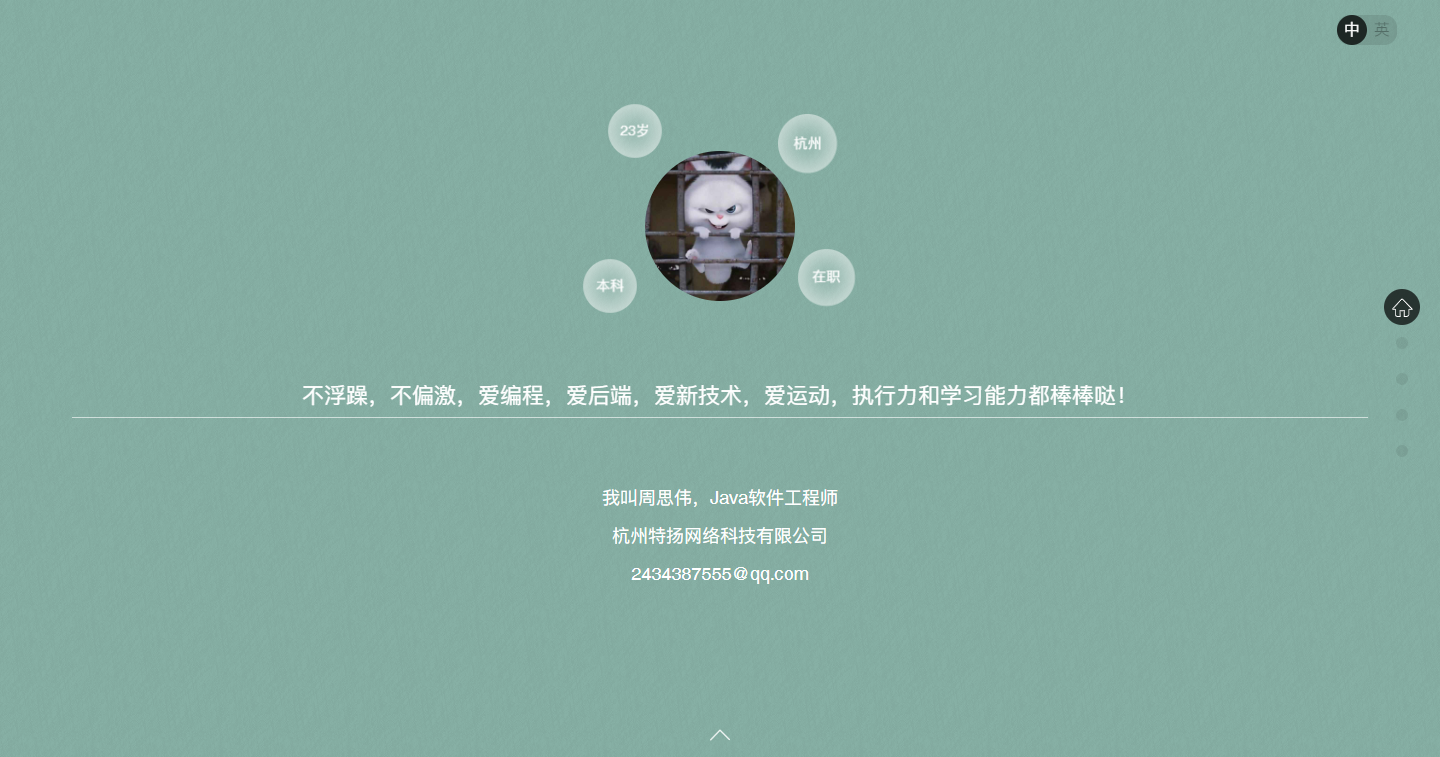 中 英
23岁
杭州
本科
在职
不浮躁，不偏激，爱编程，爱后端，爱新技术，爱运动，执行力和学习能力都棒棒哒！
我叫周思伟，Java软件工程师
杭州特扬网络科技有限公司
2434387555@qq.com